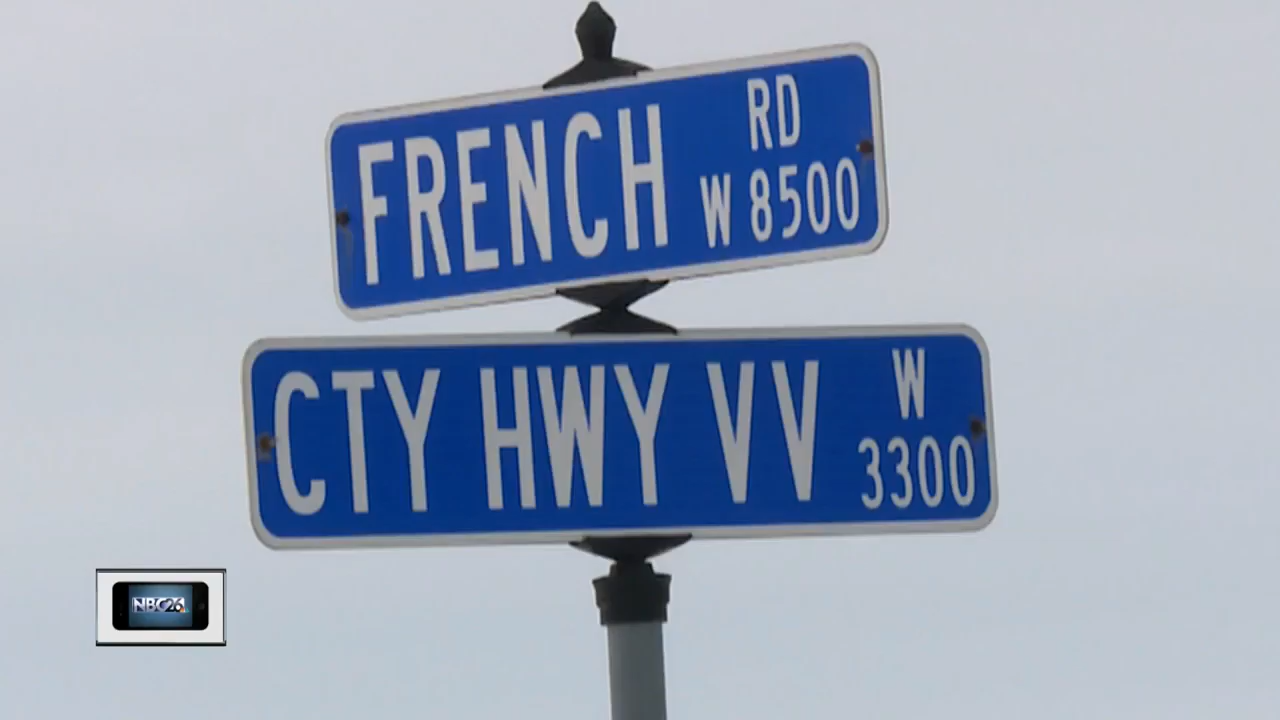 FRENCH RD
W 8500
CTY HWY VV W
3300
NBC26